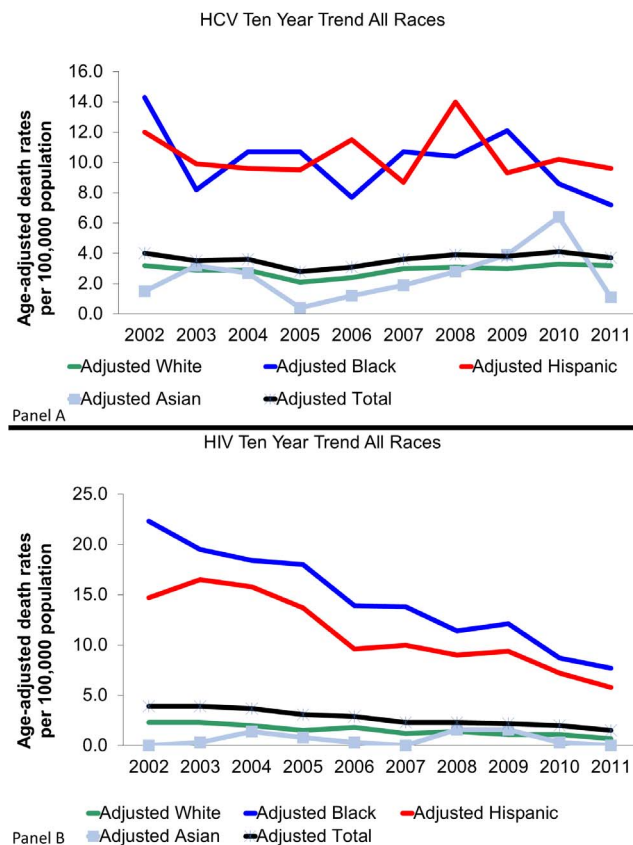 HCV Ten Year Trend All Races
Age-adjusted death rates
per 100,000 population
16.0
14.0
12.0
10.0
8.0
6.0
4.0
2.0
0.0
2002 2003 2004 2005 2006 2007 2008 2009 2010 2011
Adjusted White Adjusted Black Adjusted Hispanic
Adjusted Asian Adjusted Total
Panel A
HIV Ten Year Trend All Races
Age-adjusted death rates
per 100,000 population
25.0
20.0
15.0
10.0
5.0
0.0
2002 2003 2004 2005 2006 2007 2008 2009 2010 2011
Adjusted White Adjusted Black Adjusted Hispanic
Adjusted Asian Adjusted Total
Panel B